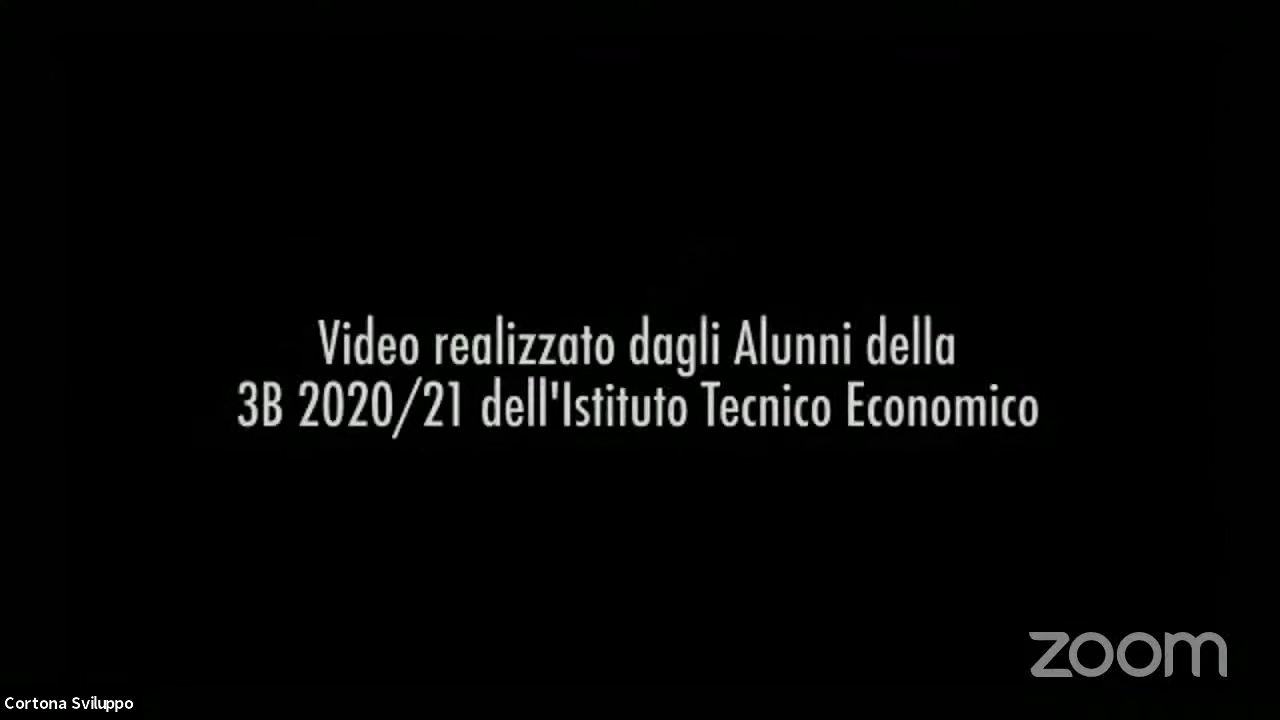 Video realizzato dagli Alunni della
3B 2020/21 dell'Istituto Tecnico Economico
zoom
Cortona Sviluppo